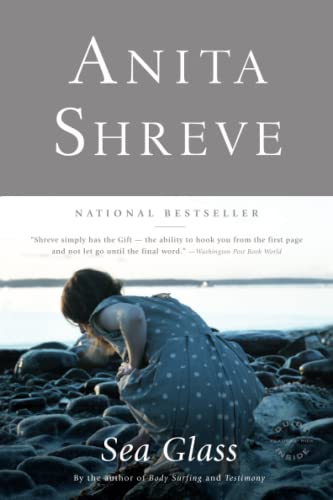 ANITA
SHREVE
NATIONAL BESTSELLER
"Shreve simply has the Gift — the ability to hook you from the first page
and not let go until the final word." —Washington Post Book World
Sea Glass
By the author of Body Surfing and Testimony
GUIDE
INSIDE